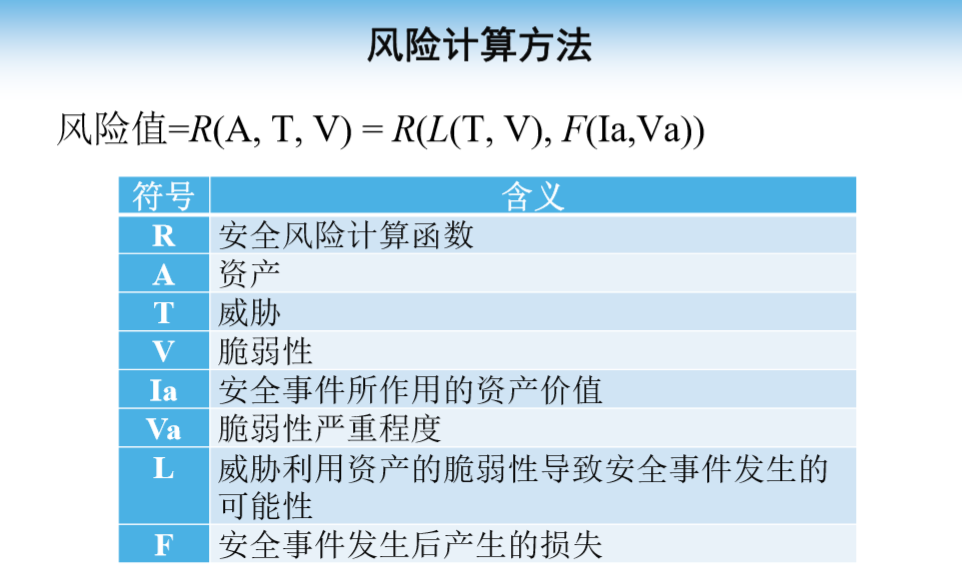 风险计算方法
风险值=R(A, T, V) = R(L(T, V), F(Ia,Va))
符号 含义
R 安全风险计算函数
A 资产
T 威胁
V 脆弱性
Ia 安全事件所作用的资产价值
Va 脆弱性严重程度
L 威胁利用资产的脆弱性导致安全事件发生的
可能性
F 安全事件发生后产生的损失